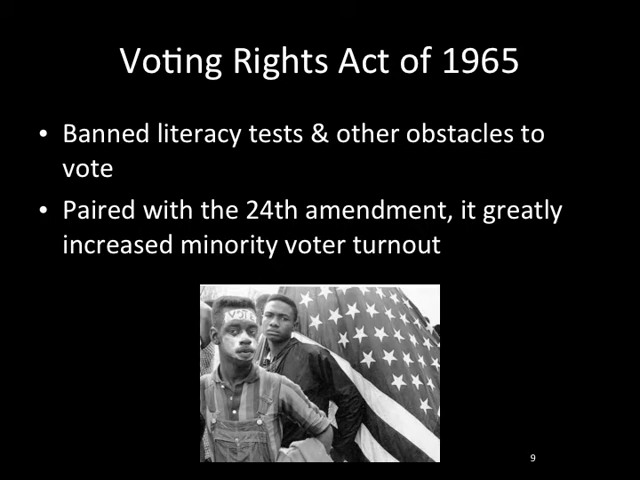 Voting Rights Act of 1965
• Banned literacy tests & other obstacles to
vote
• Paired with the 24th amendment, it greatly
increased minority voter turnout
VOTE
9